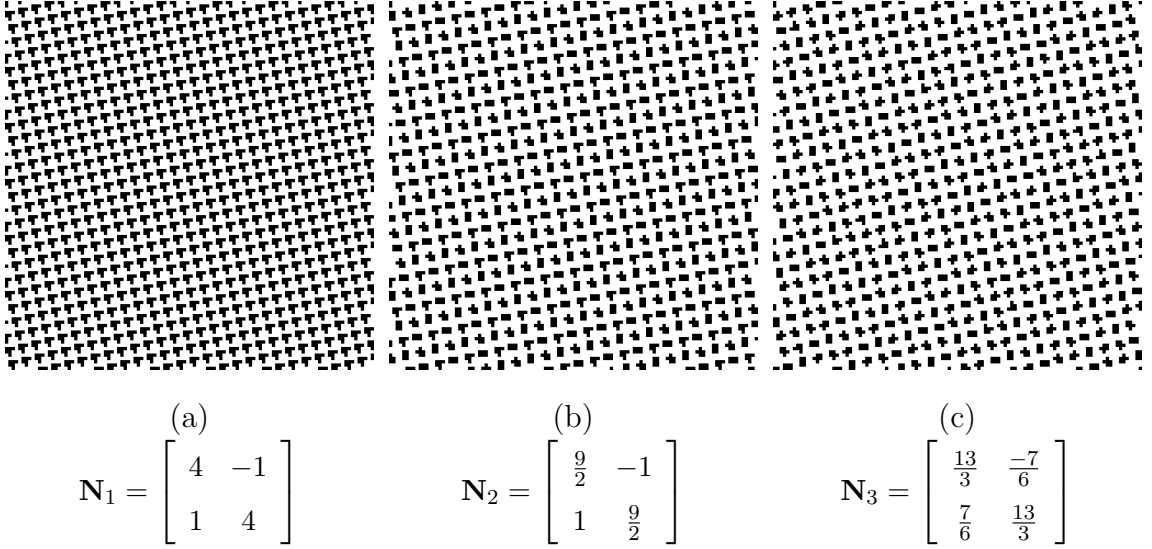 (a) (b) (c)
N₁ = [ 4 −1 ; 1 4 ] N₂ = [ 9/2 −1 ; 1 9/2 ] N₃ = [ 13/3 −7/6 ; 7/6 13/3 ]